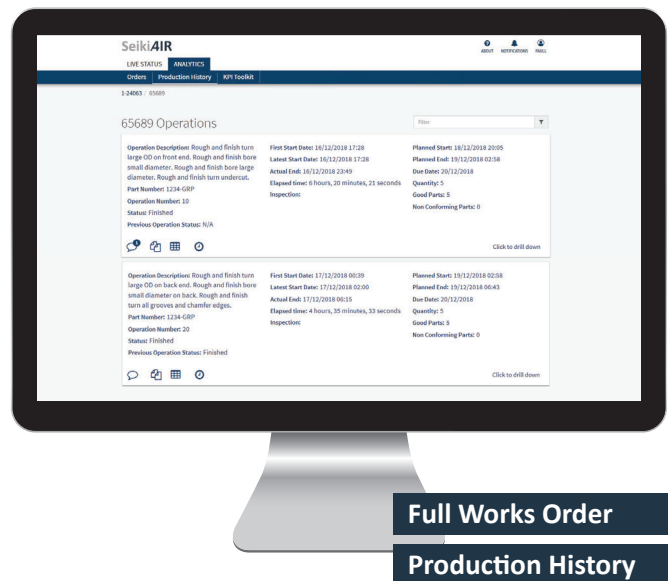 Seiki AIR
ABOUT NOTIFICATIONS PAULL
LIVE STATUS ANALYTICS
Orders Production History KPI Toolkit
1-24063 / 65689
65689 Operations
Filter
Operation Description: Rough and finish turn
large OD on front end. Rough and finish bore
small diameter. Rough and finish bore large
diameter. Rough and finish turn undercut.
Part Number: 1234-GRP
Operation Number: 10
Status: Finished
Previous Operation Status: N/A
First Start Date: 16/12/2018 17:28
Latest Start Date: 16/12/2018 17:28
Actual End: 16/12/2018 23:49
Elapsed time: 6 hours, 20 minutes, 21 seconds
Inspection:
Planned Start: 18/12/2018 20:05
Planned End: 19/12/2018 02:58
Due Date: 20/12/2018
Quantity: 5
Good Parts: 5
Non Conforming Parts: 0
1
Click to drill down
Operation Description: Rough and finish turn
large OD on back end. Rough and finish bore
small diameter on back. Rough and finish
turn all grooves and chamfer edges.
Part Number: 1234-GRP
Operation Number: 20
Status: Finished
Previous Operation Status: Finished
First Start Date: 17/12/2018 00:39
Latest Start Date: 17/12/2018 02:00
Actual End: 17/12/2018 06:15
Elapsed time: 4 hours, 35 minutes, 33 seconds
Inspection:
Planned Start: 19/12/2018 02:58
Planned End: 19/12/2018 06:43
Due Date: 20/12/2018
Quantity: 5
Good Parts: 5
Non Conforming Parts: 0
Click to drill down
Full Works Order
Production History